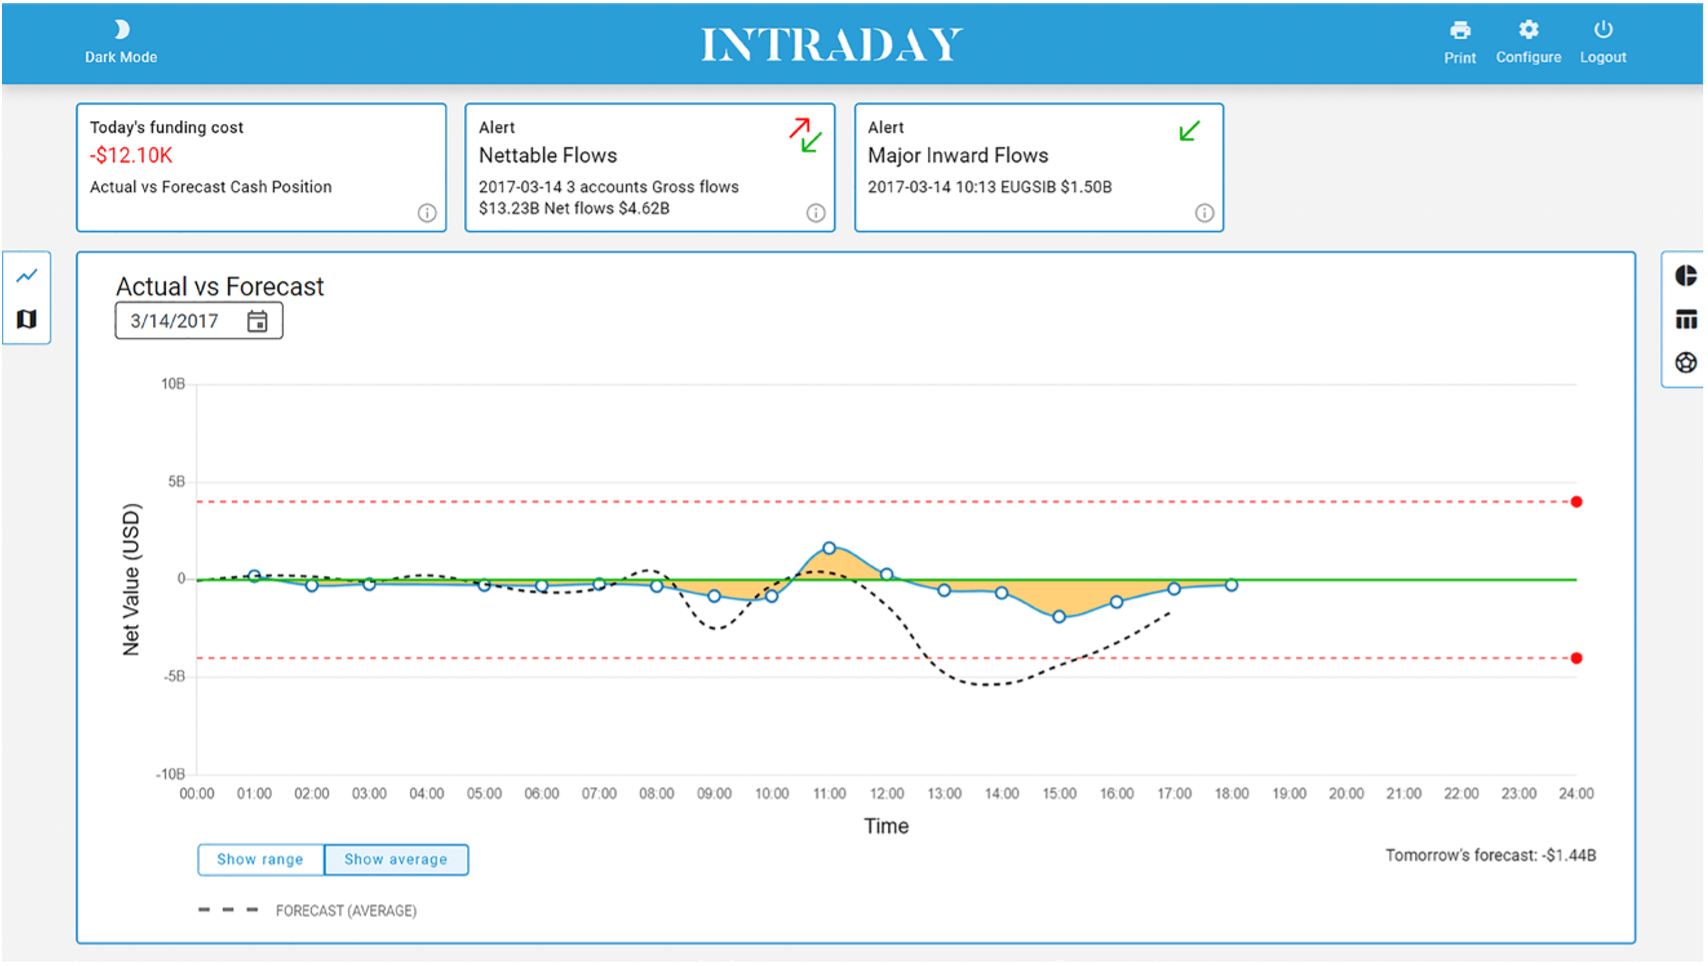 Dark Mode
INTRADAY
Print
Configure
Logout
Today's funding cost
-$12.10K
Actual vs Forecast Cash Position
Alert
Nettable Flows
2017-03-14 3 accounts Gross flows
$13.23B Net flows $4.62B
Alert
Major Inward Flows
2017-03-14 10:13 EUGSIB $1.50B
Actual vs Forecast
3/14/2017
10B
5B
0
-5B
-10B
Net Value (USD)
00:00 01:00 02:00 03:00 04:00 05:00 06:00 07:00 08:00 09:00 10:00 11:00 12:00 13:00 14:00 15:00 16:00 17:00 18:00 19:00 20:00 21:00 22:00 23:00 24:00
Time
Show range
Show average
Tomorrow's forecast: -$1.44B
FORECAST (AVERAGE)